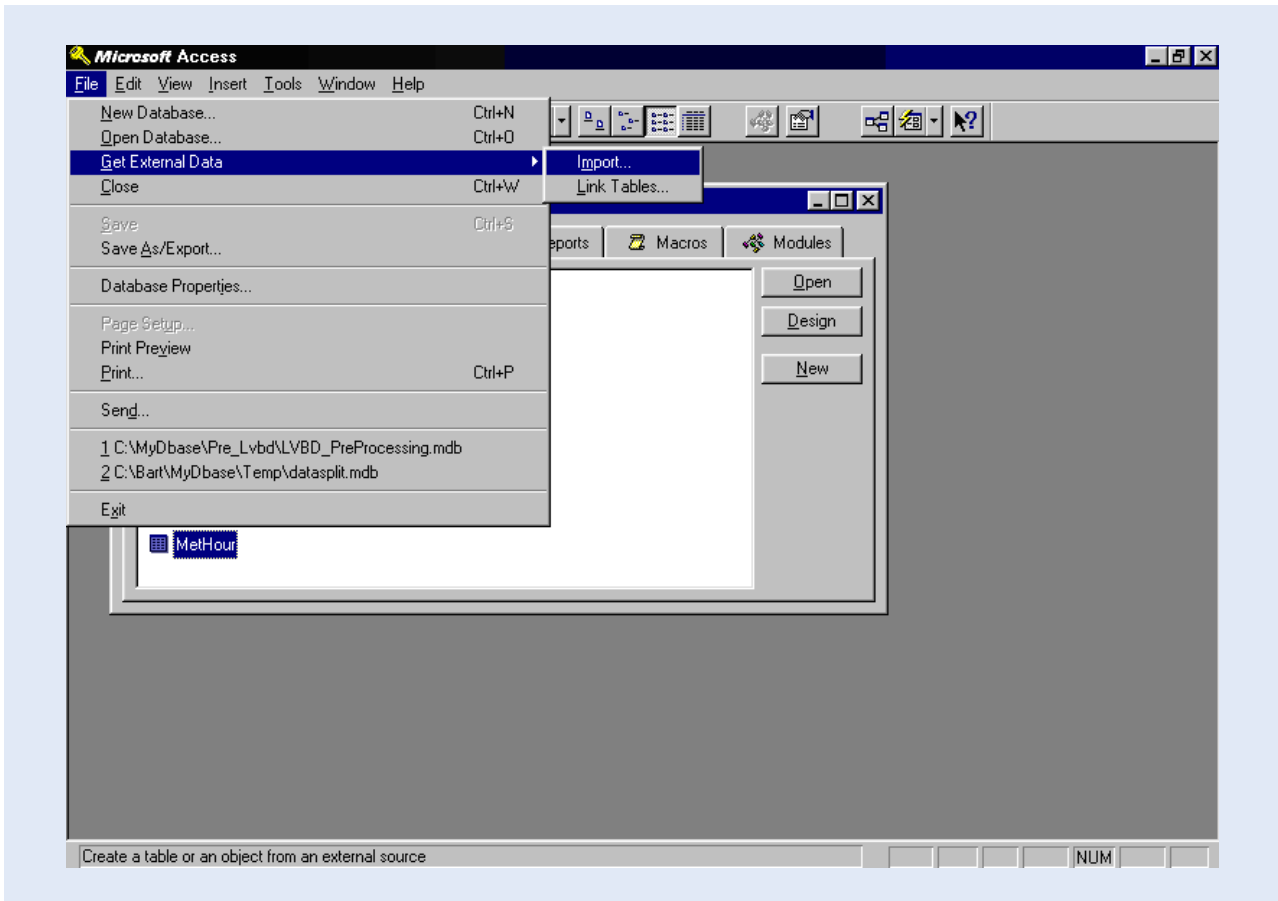 Microsoft Access
File Edit View Insert Tools Window Help
New Database... Ctrl+N
Open Database... Ctrl+O
Get External Data
Import...
Close Ctrl+W
Link Tables...
Save Ctrl+S
Save As/Export...
eports Macros Modules
Database Properties...
Open
Page Setup...
Design
Print Preview
Print... Ctrl+P
New
Send...
1 C:\MyDbase\Pre_Lvbd\LVBD_PreProcessing.mdb
2 C:\Bart\MyDbase\Temp\datasplit.mdb
Exit
MetHour
Create a table or an object from an external source
NUM